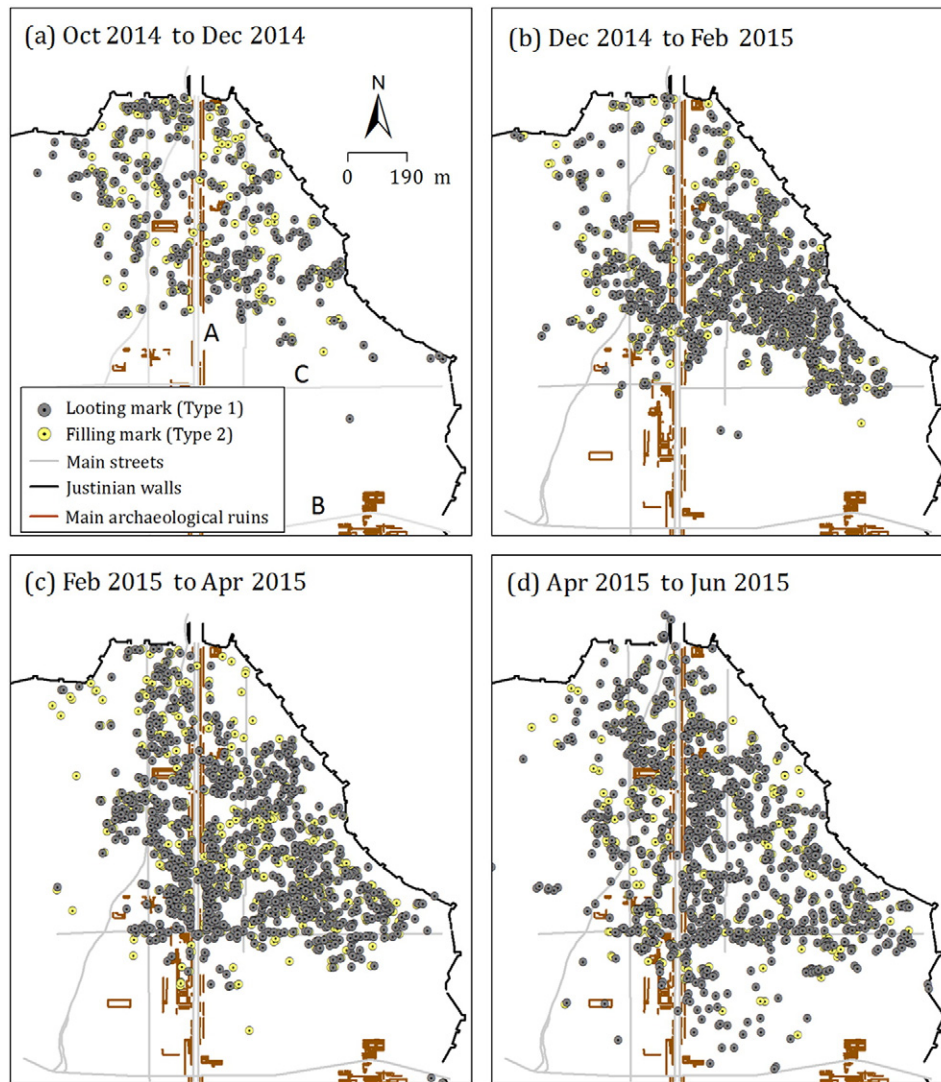 (a) Oct 2014 to Dec 2014
N
0 190 m
A
C
Looting mark (Type 1)
Filling mark (Type 2)
Main streets
Justinian walls
Main archaeological ruins
B
(b) Dec 2014 to Feb 2015
(c) Feb 2015 to Apr 2015
(d) Apr 2015 to Jun 2015